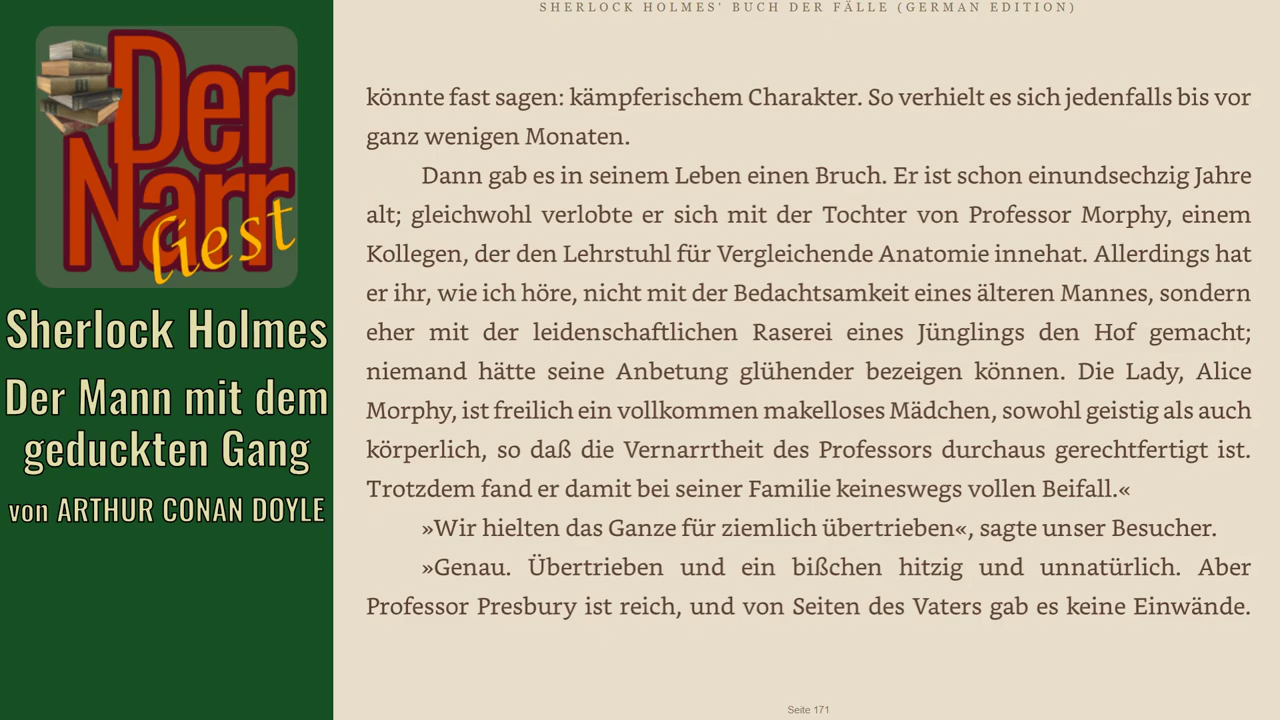 Der
Narr
liest
Sherlock Holmes
Der Mann mit dem
geduckten Gang
von ARTHUR CONAN DOYLE
SHERLOCK HOLMES' BUCH DER FÄLLE (GERMAN EDITION)
könnte fast sagen: kämpferischem Charakter. So verhielt es sich jedenfalls bis vor
ganz wenigen Monaten.
Dann gab es in seinem Leben einen Bruch. Er ist schon einundsechzig Jahre
alt; gleichwohl verlobte er sich mit der Tochter von Professor Morphy, einem
Kollegen, der den Lehrstuhl für Vergleichende Anatomie innehat. Allerdings hat
er ihr, wie ich höre, nicht mit der Bedachtsamkeit eines älteren Mannes, sondern
eher mit der leidenschaftlichen Raserei eines Jünglings den Hof gemacht;
niemand hätte seine Anbetung glühender bezeigen können. Die Lady, Alice
Morphy, ist freilich ein vollkommen makelloses Mädchen, sowohl geistig als auch
körperlich, so daß die Vernarrtheit des Professors durchaus gerechtfertigt ist.
Trotzdem fand er damit bei seiner Familie keineswegs vollen Beifall.«
»Wir hielten das Ganze für ziemlich übertrieben«, sagte unser Besucher.
»Genau. Übertrieben und ein bißchen hitzig und unnatürlich. Aber
Professor Presbury ist reich, und von Seiten des Vaters gab es keine Einwände.
Seite 171